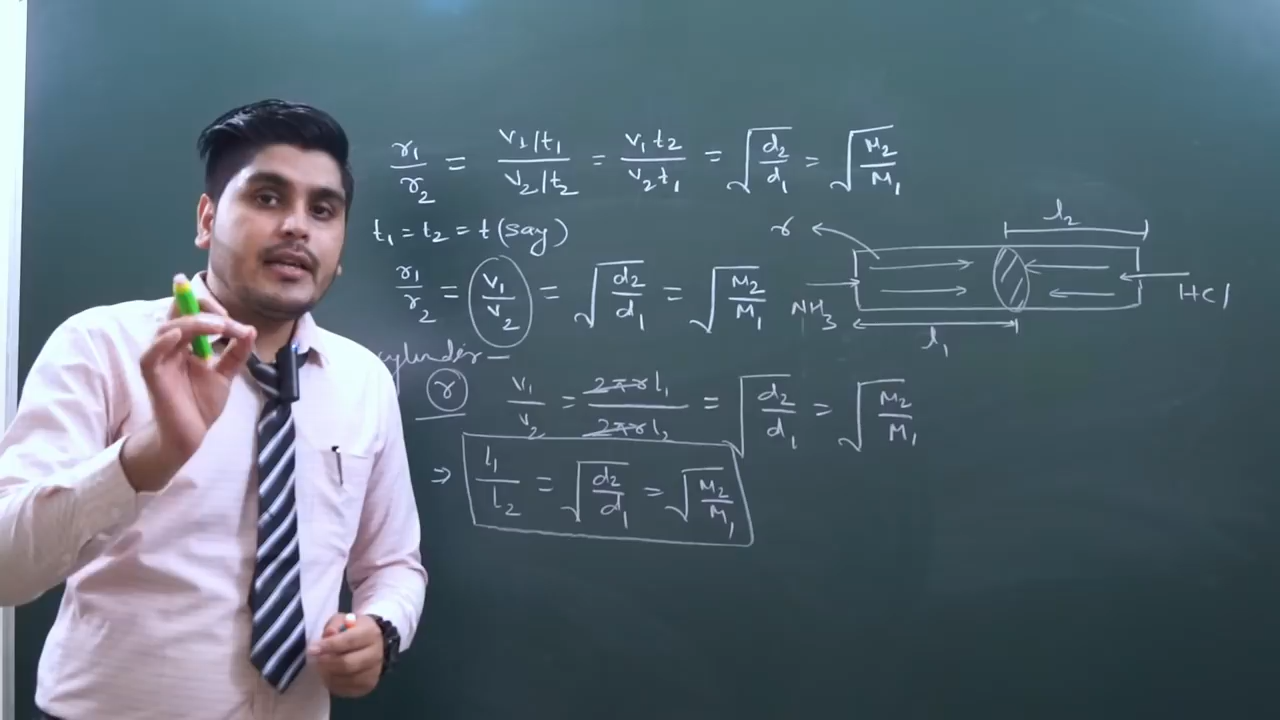 r₁/r₂ = (V₁/t₁)/(V₂/t₂) = V₁t₂/V₂t₁ = √(d₂/d₁) = √(M₂/M₁)
t₁ = t₂ = t (say)
r₁/r₂ = V₁/V₂ = √(d₂/d₁) = √(M₂/M₁)
cylinder —
r V₁/V₂ = 2πrl₁/2πrl₂ = √(d₂/d₁) = √(M₂/M₁)
⇒ l₁/l₂ = √(d₂/d₁) = √(M₂/M₁)
l₂
r
NH₃
HCl
l₁